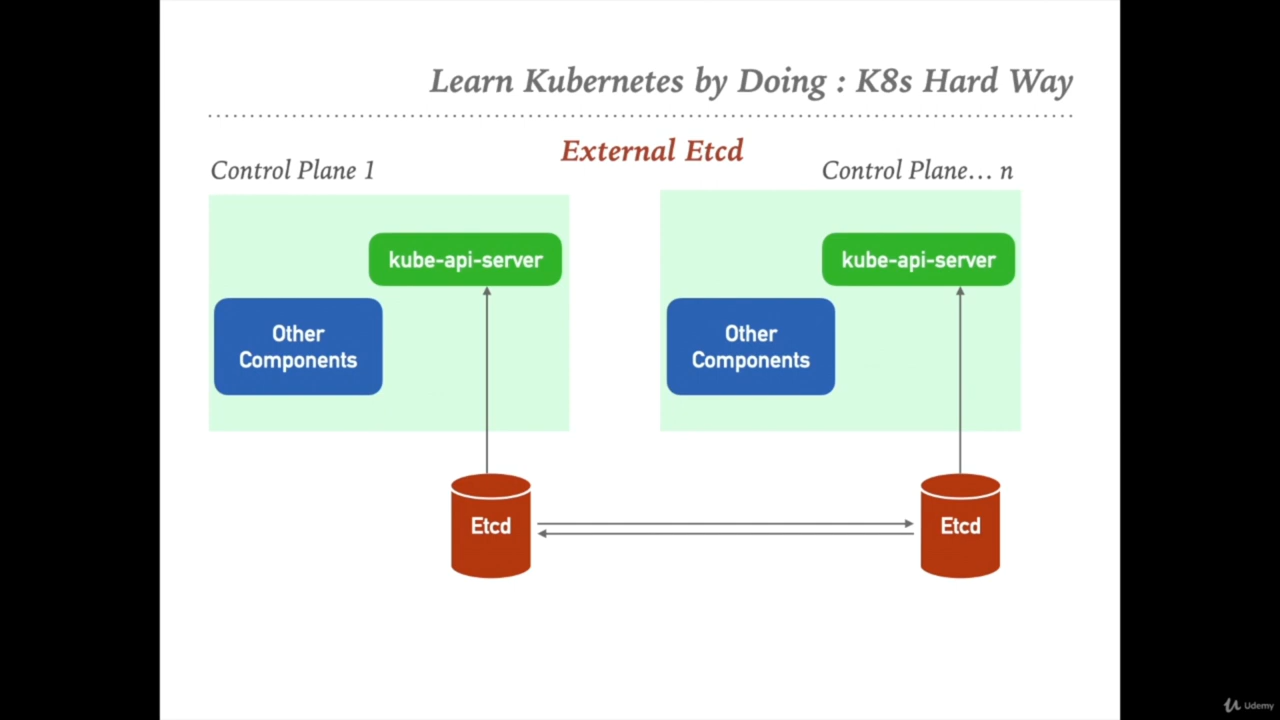 Learn Kubernetes by Doing : K8s Hard Way
External Etcd
Control Plane 1
Control Plane... n
kube-api-server
kube-api-server
Other
Components
Other
Components
Etcd
Etcd
Udemy